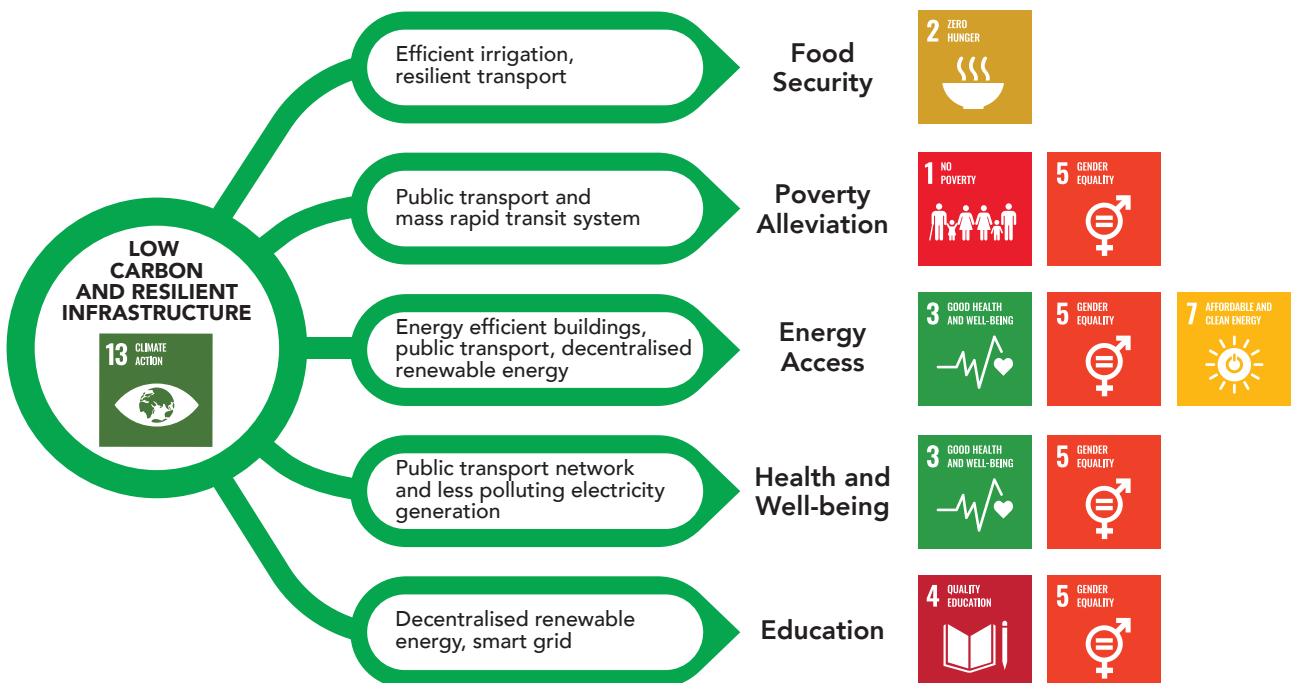 LOW
CARBON
AND RESILIENT
INFRASTRUCTURE
13 CLIMATE
ACTION
Efficient irrigation,
resilient transport
Food
Security
2 ZERO
HUNGER
Public transport and
mass rapid transit system
Poverty
Alleviation
1 NO
POVERTY
5 GENDER
EQUALITY
Energy efficient buildings,
public transport, decentralised
renewable energy
Energy
Access
3 GOOD HEALTH
AND WELL-BEING
5 GENDER
EQUALITY
7 AFFORDABLE AND
CLEAN ENERGY
Public transport network
and less polluting electricity
generation
Health and
Well-being
3 GOOD HEALTH
AND WELL-BEING
5 GENDER
EQUALITY
Decentralised renewable
energy, smart grid
Education
4 QUALITY
EDUCATION
5 GENDER
EQUALITY